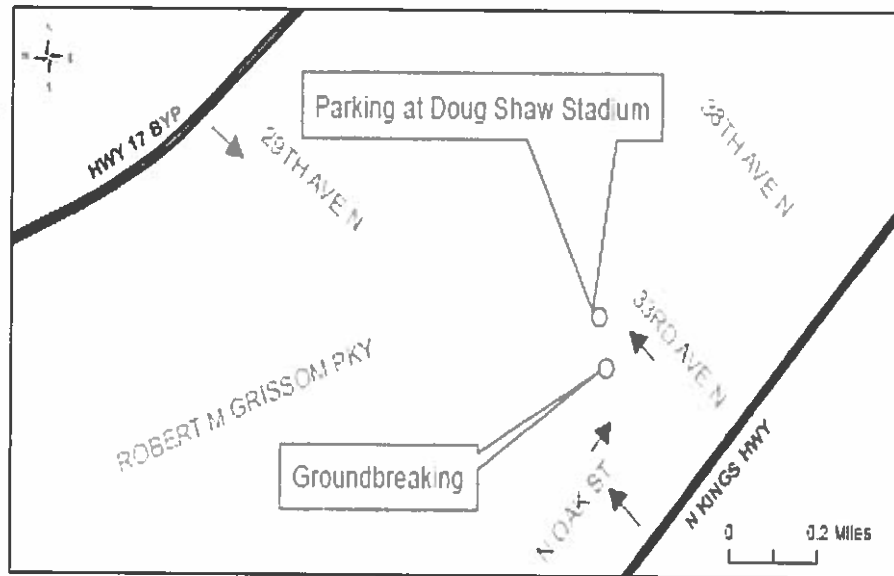 HWY 17 BYP
29TH AVE N
Parking at Doug Shaw Stadium
38TH AVE N
33RD AVE N
ROBERT M GRISSOM PKY
Groundbreaking
N OAK ST
N KINGS HWY
0 0.2 Miles